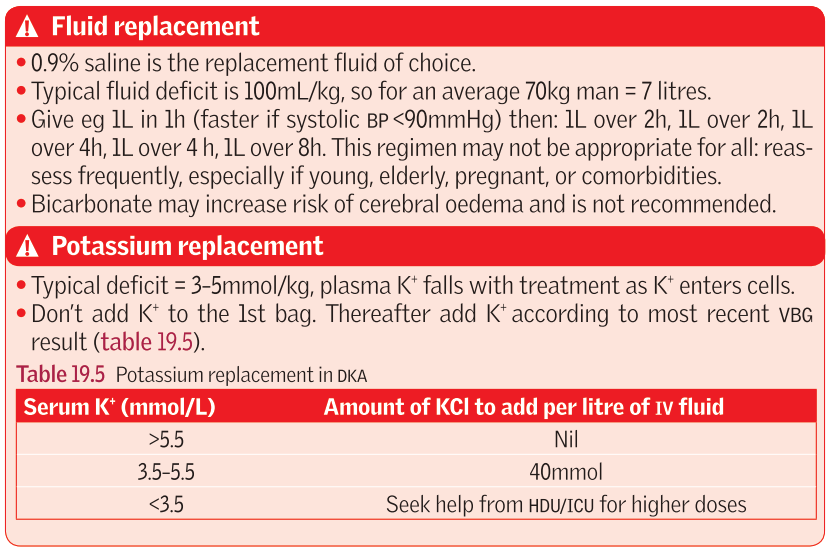 Fluid replacement
• 0.9% saline is the replacement fluid of choice.
• Typical fluid deficit is 100mL/kg, so for an average 70kg man = 7 litres.
• Give eg 1L in 1h (faster if systolic BP <90mmHg) then: 1L over 2h, 1L over 2h, 1L
over 4h, 1L over 4 h, 1L over 8h. This regimen may not be appropriate for all: reas-
sess frequently, especially if young, elderly, pregnant, or comorbidities.
• Bicarbonate may increase risk of cerebral oedema and is not recommended.
Potassium replacement
• Typical deficit = 3–5mmol/kg, plasma K⁺ falls with treatment as K⁺ enters cells.
• Don't add K⁺ to the 1st bag. Thereafter add K⁺ according to most recent VBG
result (table 19.5).
Table 19.5 Potassium replacement in DKA
Serum K⁺ (mmol/L) Amount of KCl to add per litre of IV fluid
>5.5 Nil
3.5–5.5 40mmol
<3.5 Seek help from HDU/ICU for higher doses